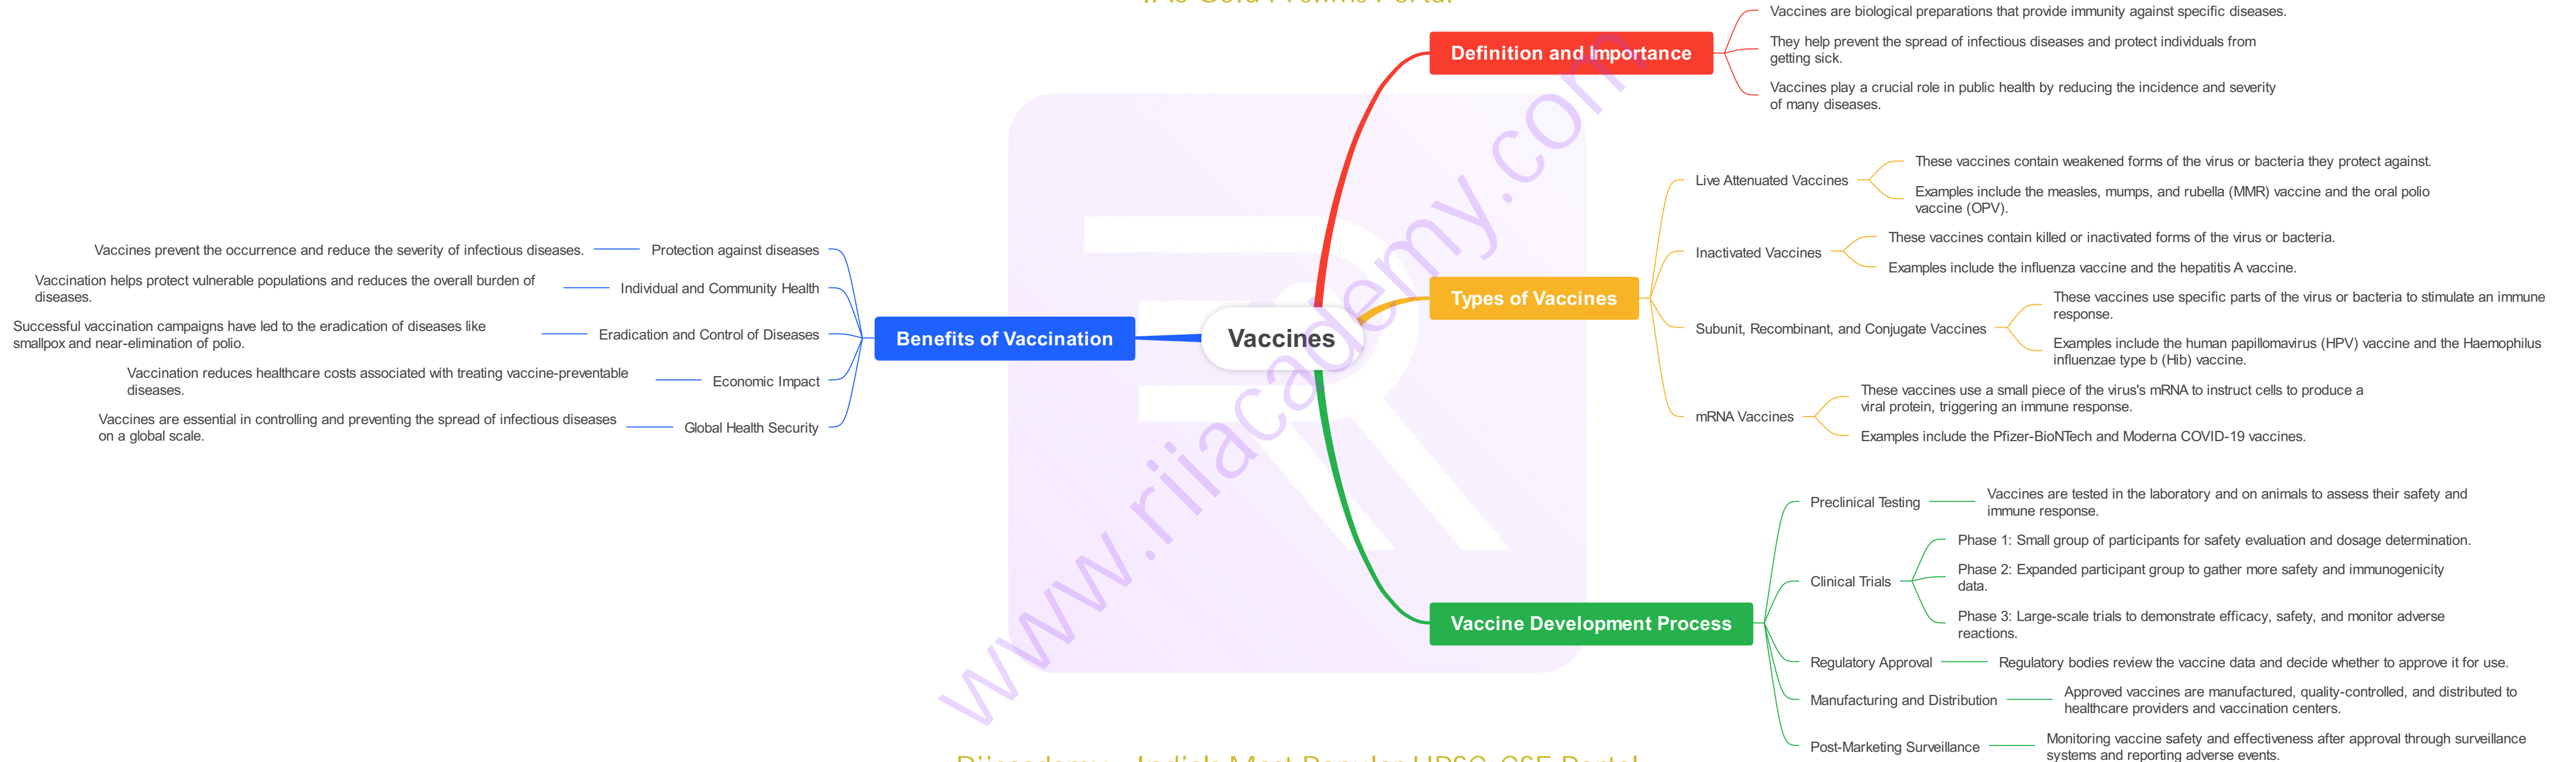 Vaccines
Definition and Importance
Vaccines are biological preparations that provide immunity against specific diseases.
They help prevent the spread of infectious diseases and protect individuals from
getting sick.
Vaccines play a crucial role in public health by reducing the incidence and severity
of many diseases.
Types of Vaccines
Live Attenuated Vaccines
These vaccines contain weakened forms of the virus or bacteria they protect against.
Examples include the measles, mumps, and rubella (MMR) vaccine and the oral polio
vaccine (OPV).
Inactivated Vaccines
These vaccines contain killed or inactivated forms of the virus or bacteria.
Examples include the influenza vaccine and the hepatitis A vaccine.
Subunit, Recombinant, and Conjugate Vaccines
These vaccines use specific parts of the virus or bacteria to stimulate an immune
response.
Examples include the human papillomavirus (HPV) vaccine and the Haemophilus
influenzae type b (Hib) vaccine.
mRNA Vaccines
These vaccines use a small piece of the virus's mRNA to instruct cells to produce a
viral protein, triggering an immune response.
Examples include the Pfizer-BioNTech and Moderna COVID-19 vaccines.
Vaccine Development Process
Preclinical Testing
Vaccines are tested in the laboratory and on animals to assess their safety and
immune response.
Clinical Trials
Phase 1: Small group of participants for safety evaluation and dosage determination.
Phase 2: Expanded participant group to gather more safety and immunogenicity
data.
Phase 3: Large-scale trials to demonstrate efficacy, safety, and monitor adverse
reactions.
Regulatory Approval
Regulatory bodies review the vaccine data and decide whether to approve it for use.
Manufacturing and Distribution
Approved vaccines are manufactured, quality-controlled, and distributed to
healthcare providers and vaccination centers.
Post-Marketing Surveillance
Monitoring vaccine safety and effectiveness after approval through surveillance
systems and reporting adverse events.
Benefits of Vaccination
Protection against diseases
Vaccines prevent the occurrence and reduce the severity of infectious diseases.
Individual and Community Health
Vaccination helps protect vulnerable populations and reduces the overall burden of
diseases.
Eradication and Control of Diseases
Successful vaccination campaigns have led to the eradication of diseases like
smallpox and near-elimination of polio.
Economic Impact
Vaccination reduces healthcare costs associated with treating vaccine-preventable
diseases.
Global Health Security
Vaccines are essential in controlling and preventing the spread of infectious diseases
on a global scale.
www.riiacademy.com